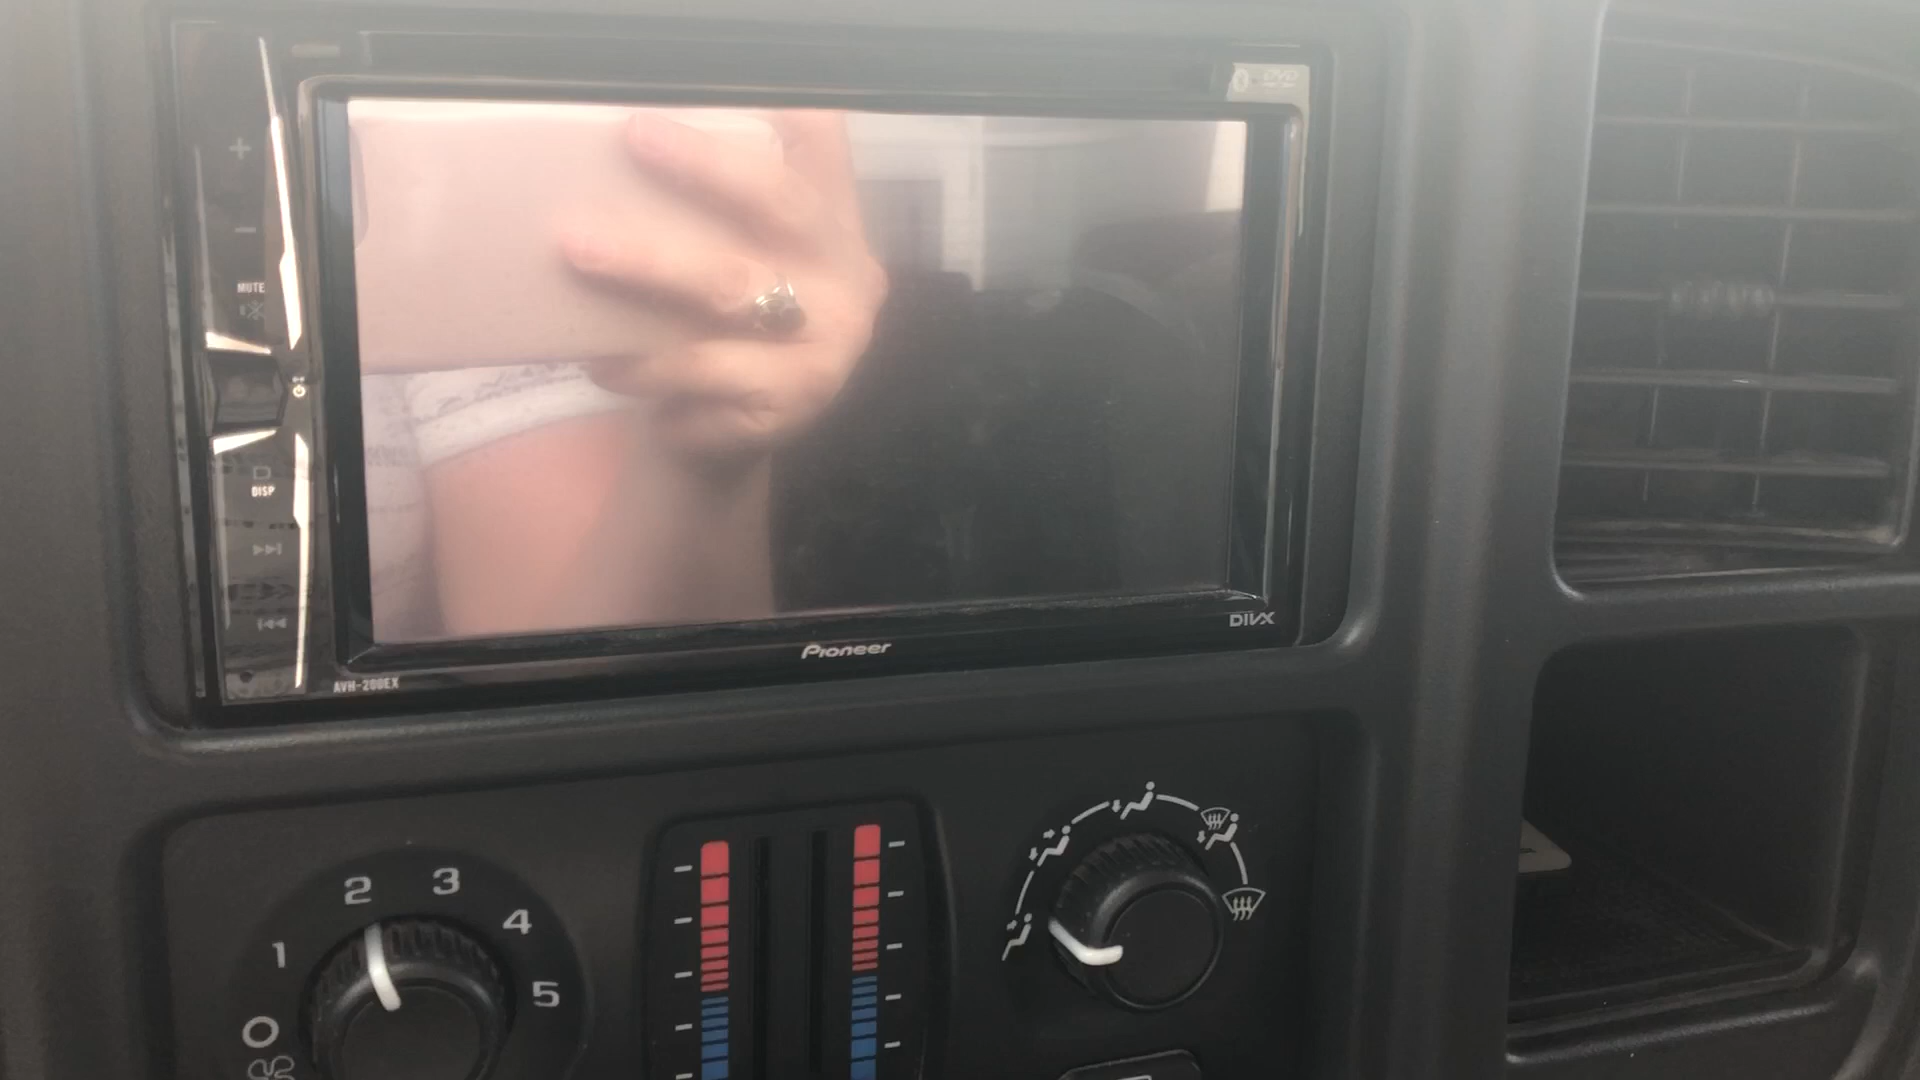 DVD
+
-
MUTE
DISP
DIVX
Pioneer
AVH-200EX
2 3
1 4
5
0